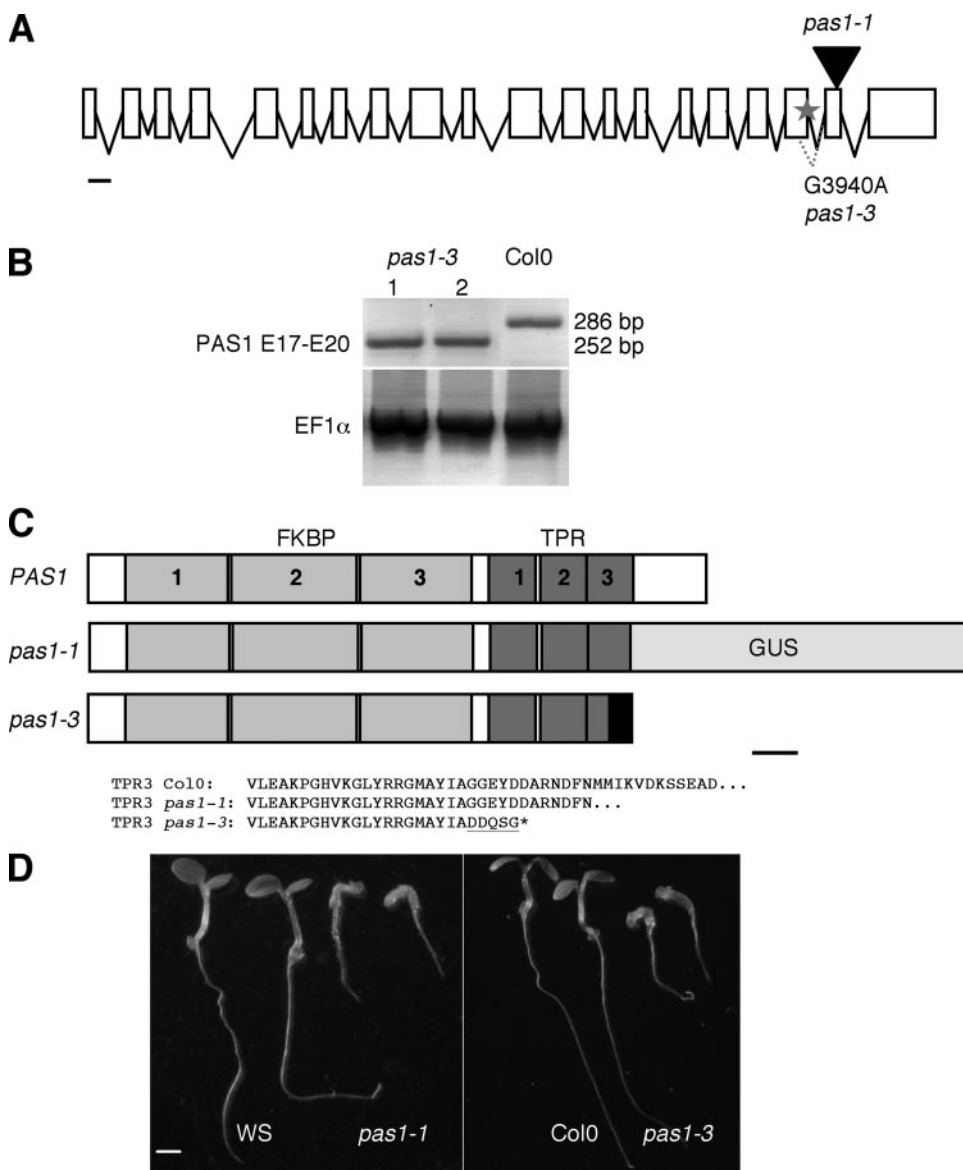 A
pas1-1
G3940A
pas1-3
B
pas1-3 Col0
1 2
PAS1 E17-E20
286 bp
252 bp
EF1α
C
FKBP TPR
PAS1 1 2 3 1 2 3
pas1-1 GUS
pas1-3
TPR3 Col0: VLEAKPGHVKGLYRRGMAYIAGGEYDDARNDFNMMIKVDKSSEAD...
TPR3 pas1-1: VLEAKPGHVKGLYRRGMAYIAGGEYDDARNDFN...
TPR3 pas1-3: VLEAKPGHVKGLYRRGMAYIADDQSG*
D
WS pas1-1 Col0 pas1-3